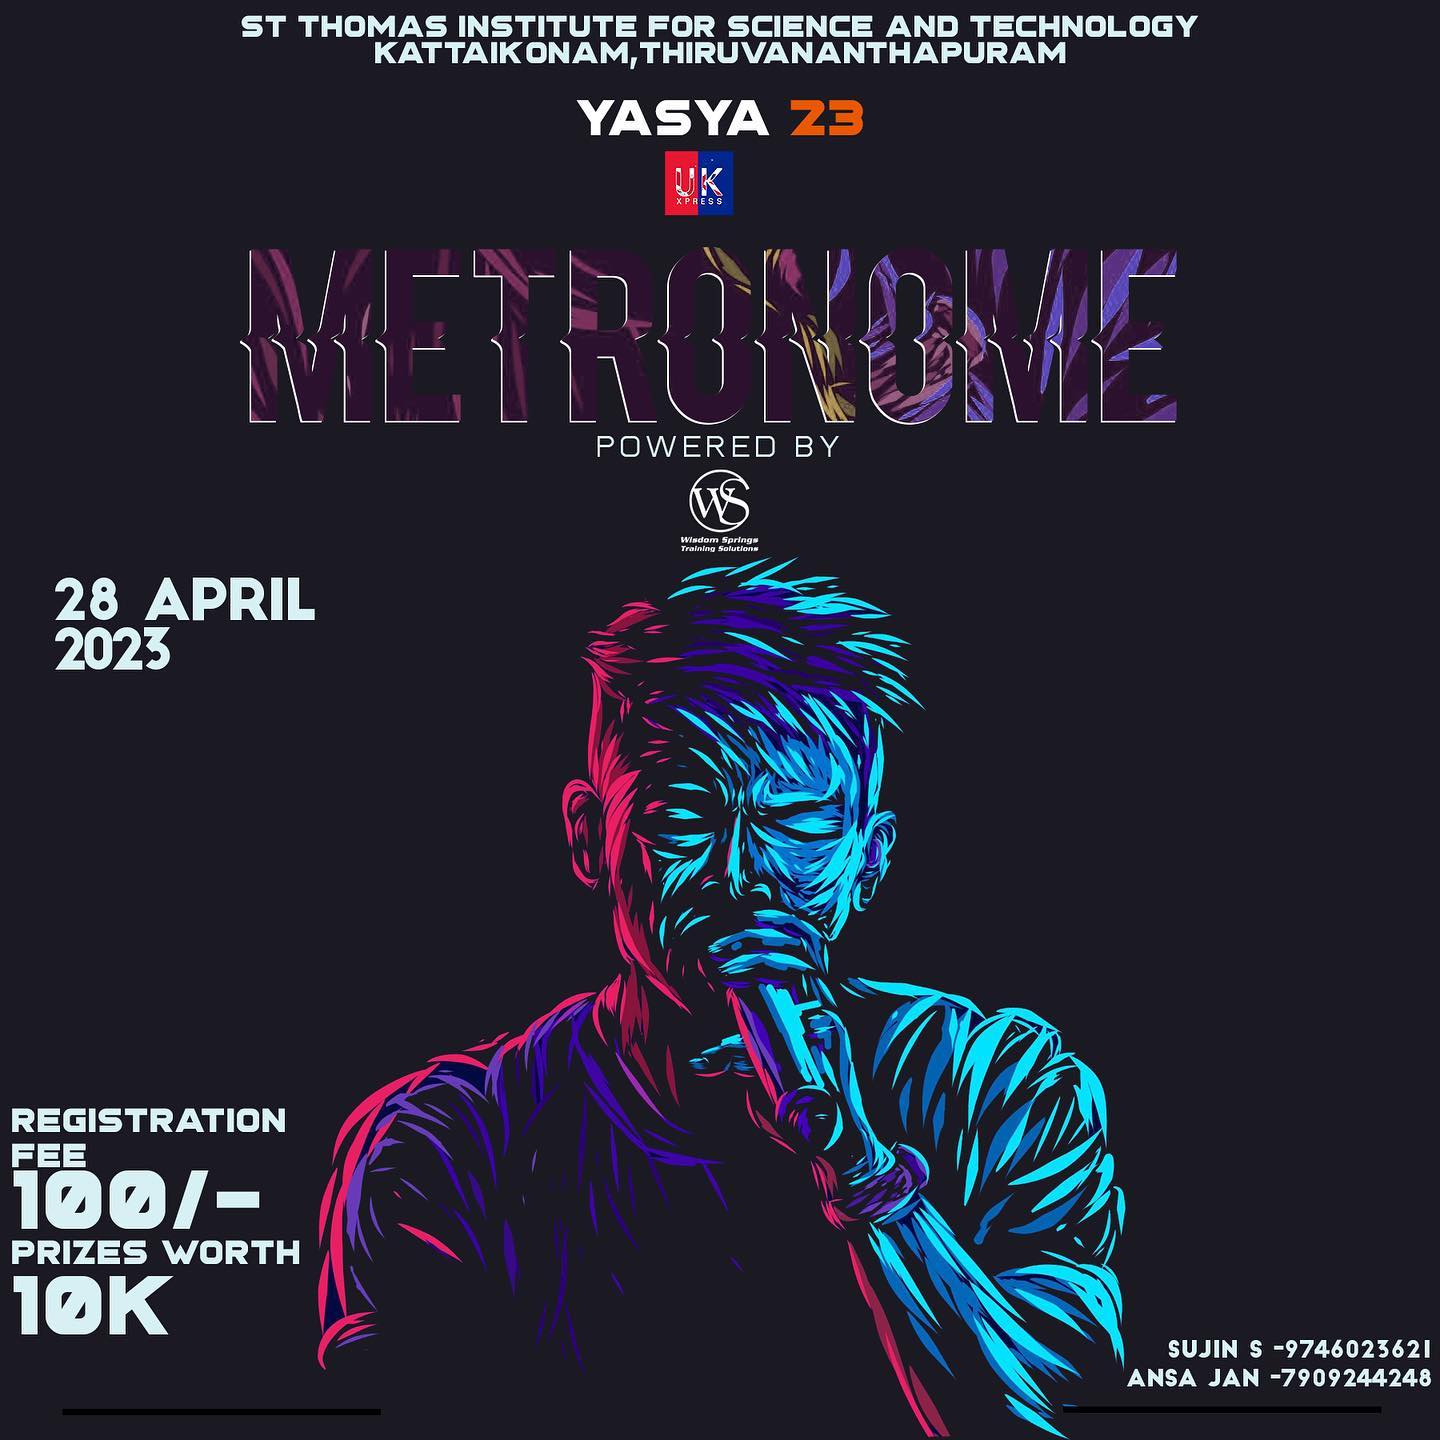 ST THOMAS INSTITUTE FOR SCIENCE AND TECHNOLOGY
KATTAIKONAM,THIRUVANANTHAPURAM
YASYA 23
UK
XPRESS
METRONOME
POWERED BY
WS
Wisdom Springs
Training Solutions
28 APRIL
2023
REGISTRATION
FEE
100/-
PRIZES WORTH
10K
SUJIN S -9746023621
ANSA JAN -7909244248